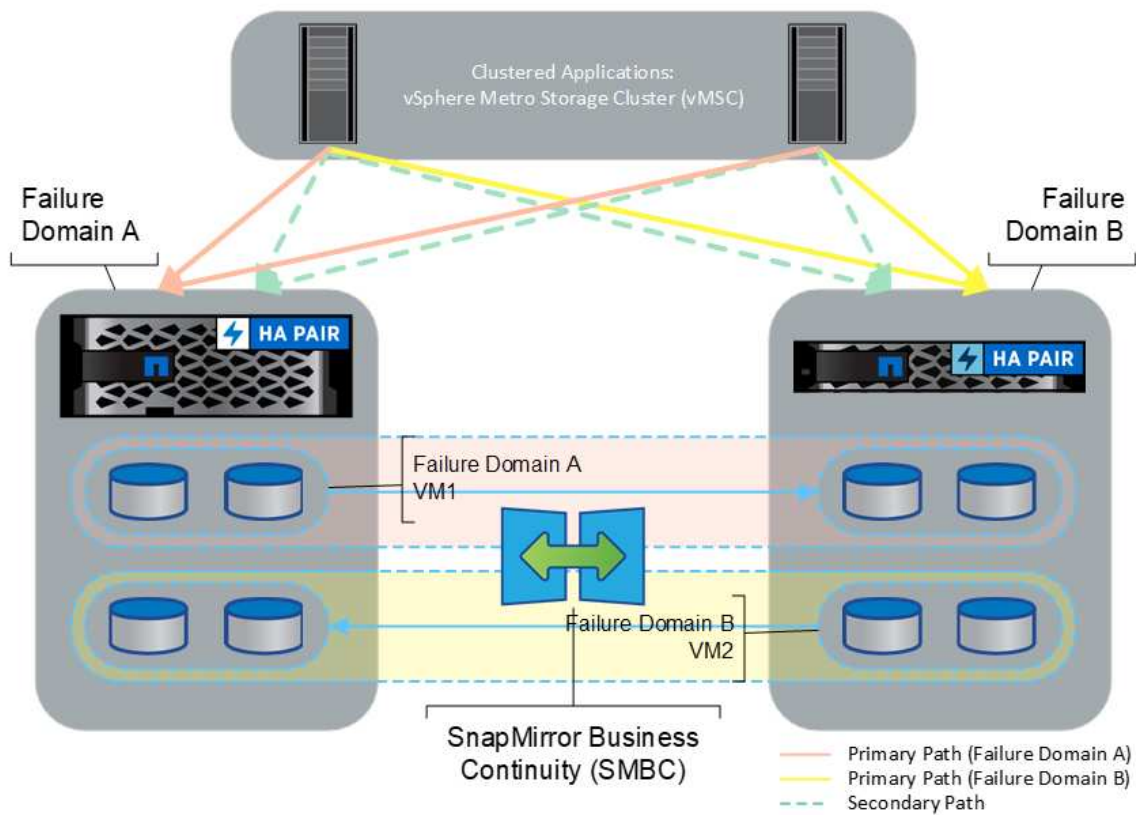 Clustered Applications:
vSphere Metro Storage Cluster (vMSC)
Failure
Domain A
Failure
Domain B
HA PAIR
HA PAIR
Failure Domain A
VM1
Failure Domain B
VM2
SnapMirror Business
Continuity (SMBC)
Primary Path (Failure Domain A)
Primary Path (Failure Domain B)
Secondary Path